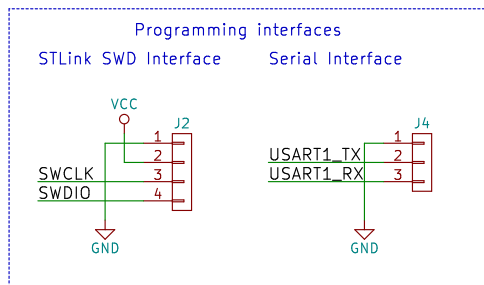 Programming interfaces
STLink SWD Interface
Serial Interface
VCC
J2
J4
1
2
3
4
SWCLK
SWDIO
GND
1
2
3
USART1_TX
USART1_RX
GND